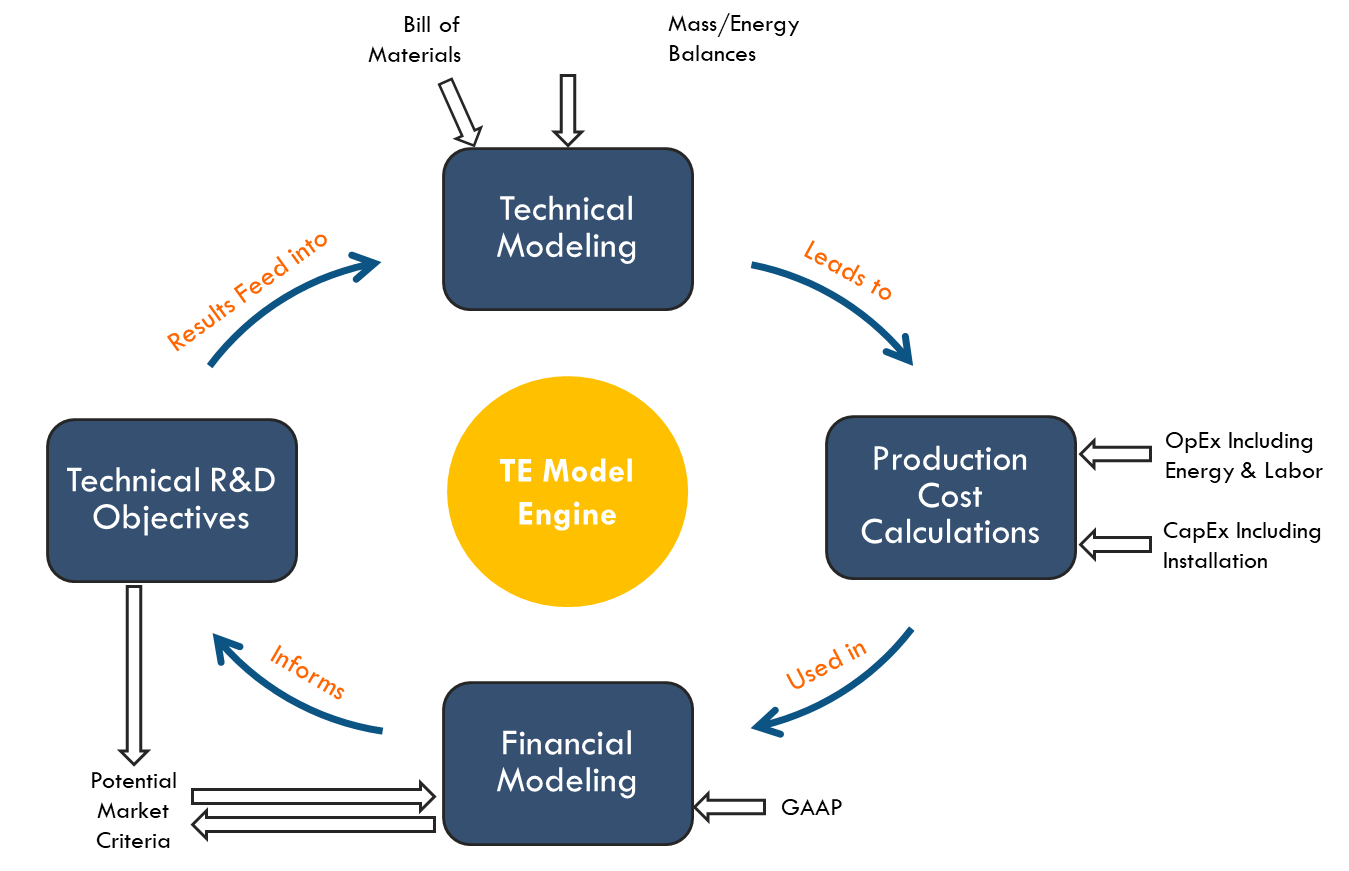 Bill of
Materials
Mass/Energy
Balances
Technical
Modeling
Results Feed into
Leads to
Technical R&D
Objectives
TE Model
Engine
Production
Cost
Calculations
OpEx Including
Energy & Labor
CapEx Including
Installation
Informs
Used in
Financial
Modeling
Potential
Market
Criteria
GAAP